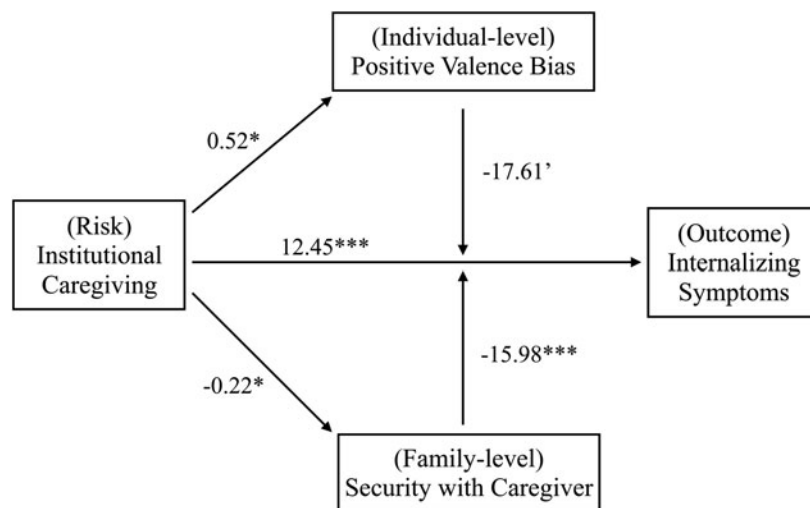 (Individual-level)
Positive Valence Bias
0.52*
-17.61’
(Risk)
Institutional
Caregiving
12.45***
(Outcome)
Internalizing
Symptoms
-15.98***
-0.22*
(Family-level)
Security with Caregiver